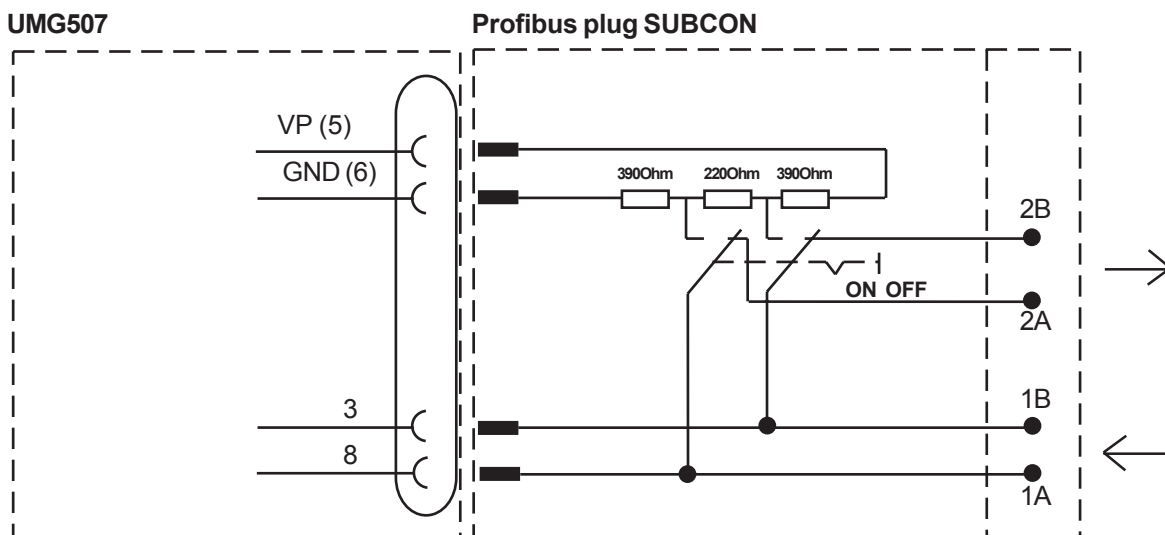 UMG507
Profibus plug SUBCON
VP (5)
GND (6)
390Ohm 220Ohm 390Ohm
2B
ON OFF
2A
3
1B
8
1A